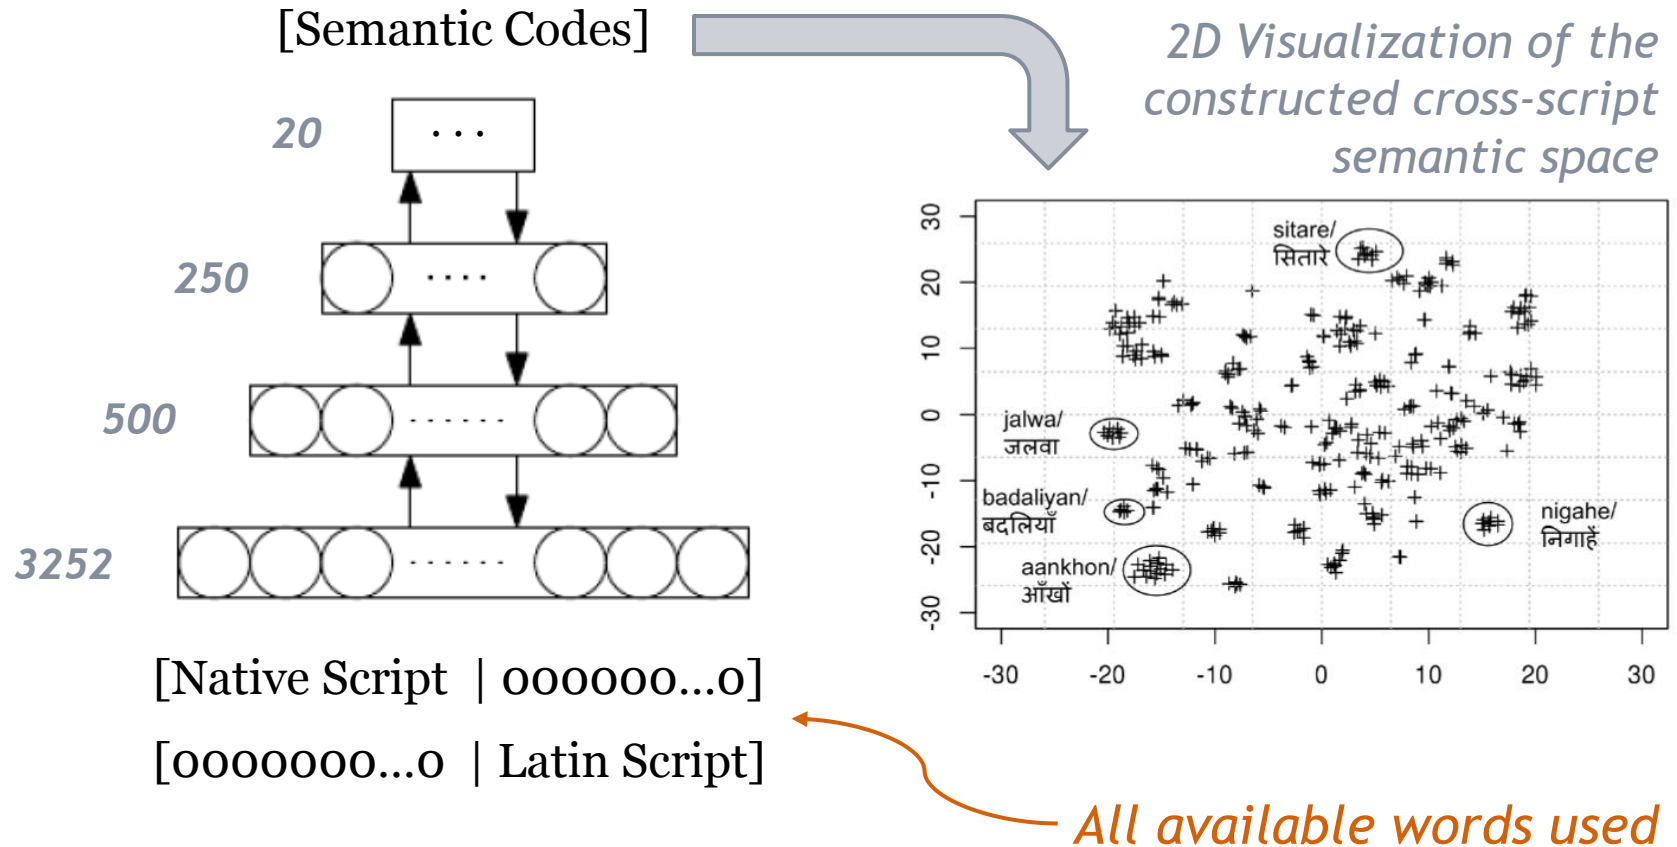 [Semantic Codes]
2D Visualization of the
constructed cross-script
semantic space
20
. . .
250
. . . .
500
. . . . . .
3252
. . . . . .
[Native Script | 000000...0]
[0000000...0 | Latin Script]
All available words used
30
20
10
0
-10
-20
-30
sitare/
सितारे
jalwa/
जलवा
badaliyan/
बदलियाँ
aankhon/
आँखों
nigahe/
निगाहें
-30 -20 -10 0 10 20 30